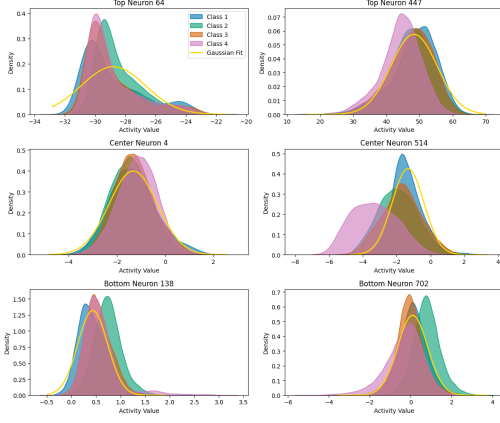 Top Neuron 64
Class 1
Class 2
Class 3
Class 4
Gaussian Fit
Density
0.4
0.3
0.2
0.1
0.0
−34 −32 −30 −28 −26 −24 −22 −20
Activity Value
Top Neuron 447
Density
0.07
0.06
0.05
0.04
0.03
0.02
0.01
0.00
10 20 30 40 50 60 70
Activity Value
Center Neuron 4
Density
0.5
0.4
0.3
0.2
0.1
0.0
−4 −2 0 2
Activity Value
Center Neuron 514
Density
0.5
0.4
0.3
0.2
0.1
0.0
−8 −6 −4 −2 0 2 4
Activity Value
Bottom Neuron 138
Density
1.50
1.25
1.00
0.75
0.50
0.25
0.00
−0.5 0.0 0.5 1.0 1.5 2.0 2.5 3.0 3.5
Activity Value
Bottom Neuron 702
Density
0.7
0.6
0.5
0.4
0.3
0.2
0.1
0.0
−6 −4 −2 0 2 4
Activity Value